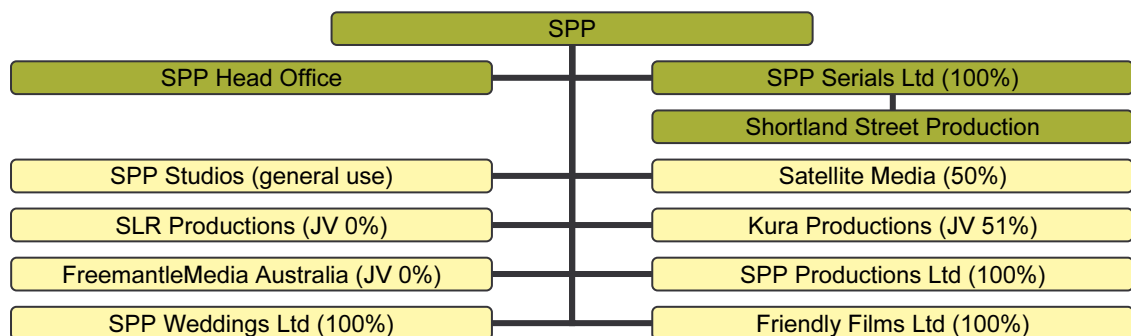 SPP
SPP Head Office
SPP Serials Ltd (100%)
Shortland Street Production
SPP Studios (general use)
Satellite Media (50%)
SLR Productions (JV 0%)
Kura Productions (JV 51%)
FreemantleMedia Australia (JV 0%)
SPP Productions Ltd (100%)
SPP Weddings Ltd (100%)
Friendly Films Ltd (100%)